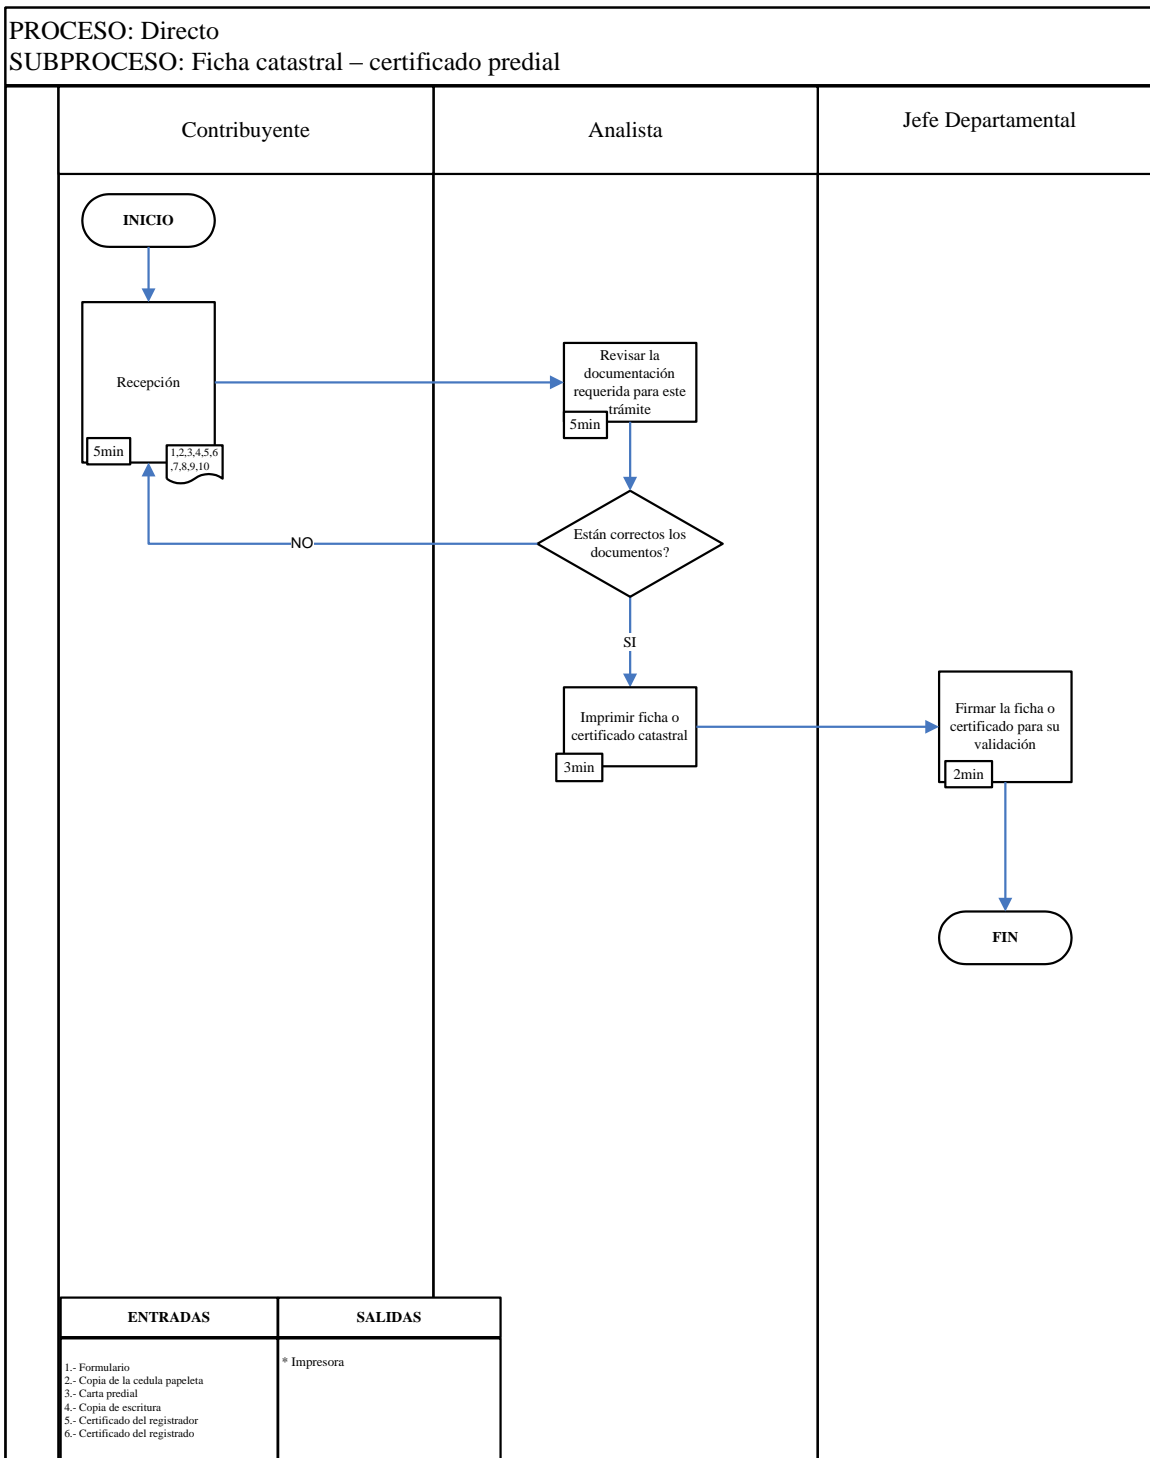 PROCESO: Directo
SUBPROCESO: Ficha catastral – certificado predial
Contribuyente
Analista
Jefe Departamental
INICIO
Recepción
5min
1,2,3,4,5,6
,7,8,9,10
Revisar la
documentación
requerida para este
trámite
5min
Están correctos los
documentos?
NO
SI
Imprimir ficha o
certificado catastral
3min
Firmar la ficha o
certificado para su
validación
2min
FIN
ENTRADAS
SALIDAS
1.- Formulario
2.- Copia de la cedula papeleta
3.- Carta predial
4.- Copia de escritura
5.- Certificado del registrador
6.- Certificado del registrado
* Impresora